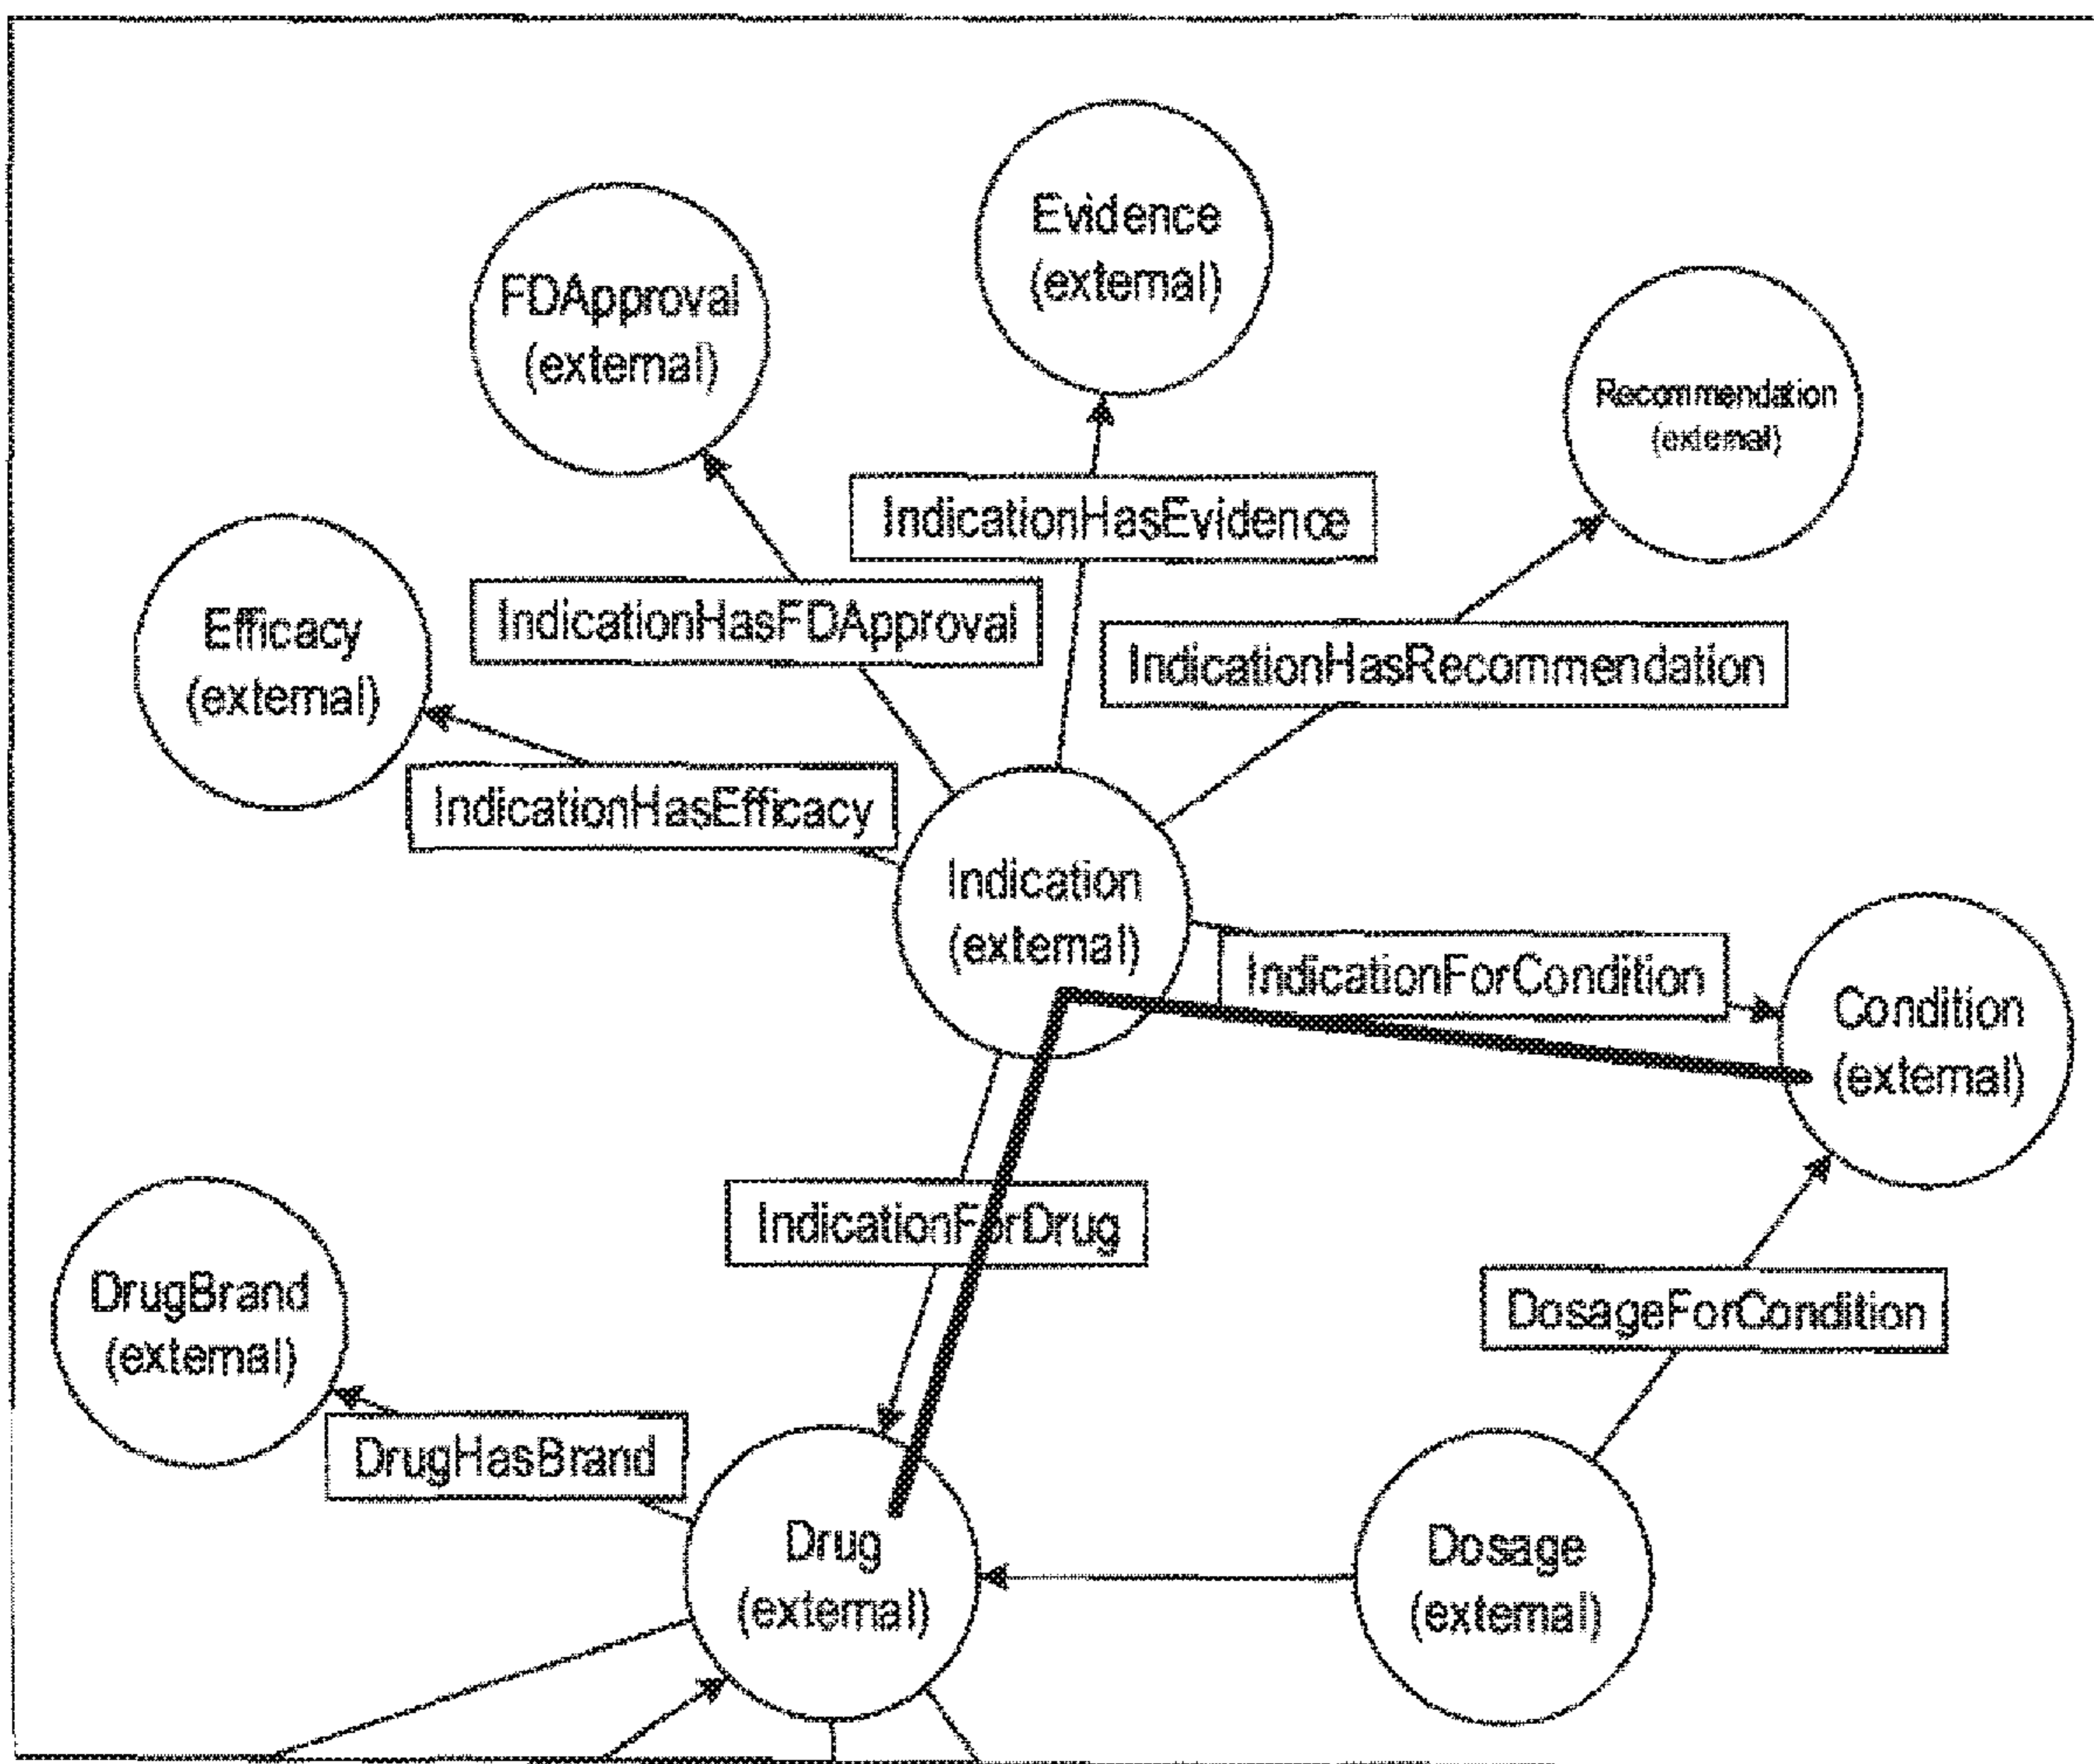 Evidence
(external)
FDApproval
(external)
Recommendation
(external)
IndicationHasEvidence
IndicationHasFDApproval
IndicationHasRecommendation
Efficacy
(external)
IndicationHasEfficacy
Indication
(external)
IndicationForCondition
Condition
(external)
IndicationForDrug
DrugBrand
(external)
DosageForCondition
DrugHasBrand
Drug
(external)
Dosage
(external)